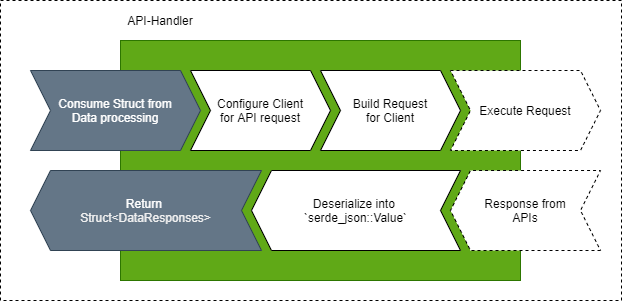 API-Handler
Consume Struct from
Data processing
Configure Client
for API request
Build Request
for Client
Execute Request
Return
Struct<DataResponses>
Deserialize into
`serde_json::Value`
Response from
APIs